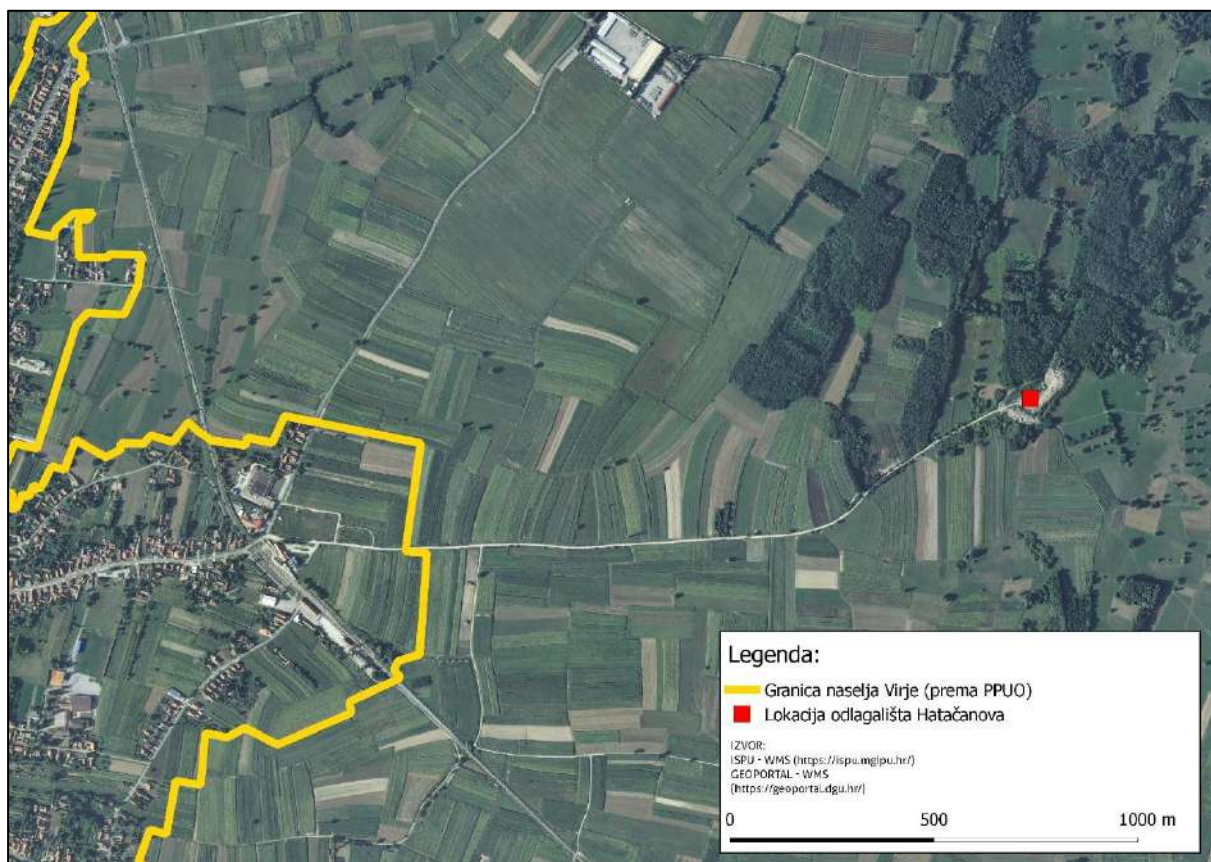 Legenda:
Granica naselja Virje (prema PPUO)
Lokacija odlagališta Hatačanova
IZVOR:
ISPU - WMS (https://ispu.mgipu.hr/)
GEOPORTAL - WMS
(https://geoportal.dgu.hr/)
0 500 1000 m